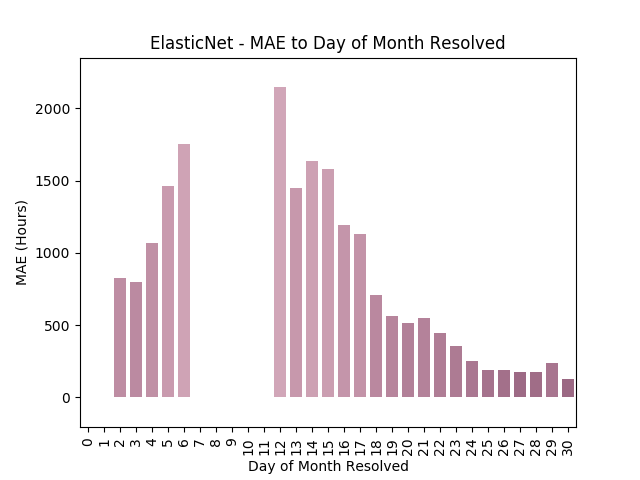 ElasticNet - MAE to Day of Month Resolved
2000
1500
1000
500
0
MAE (Hours)
0 1 2 3 4 5 6 7 8 9 10 11 12 13 14 15 16 17 18 19 20 21 22 23 24 25 26 27 28 29 30
Day of Month Resolved